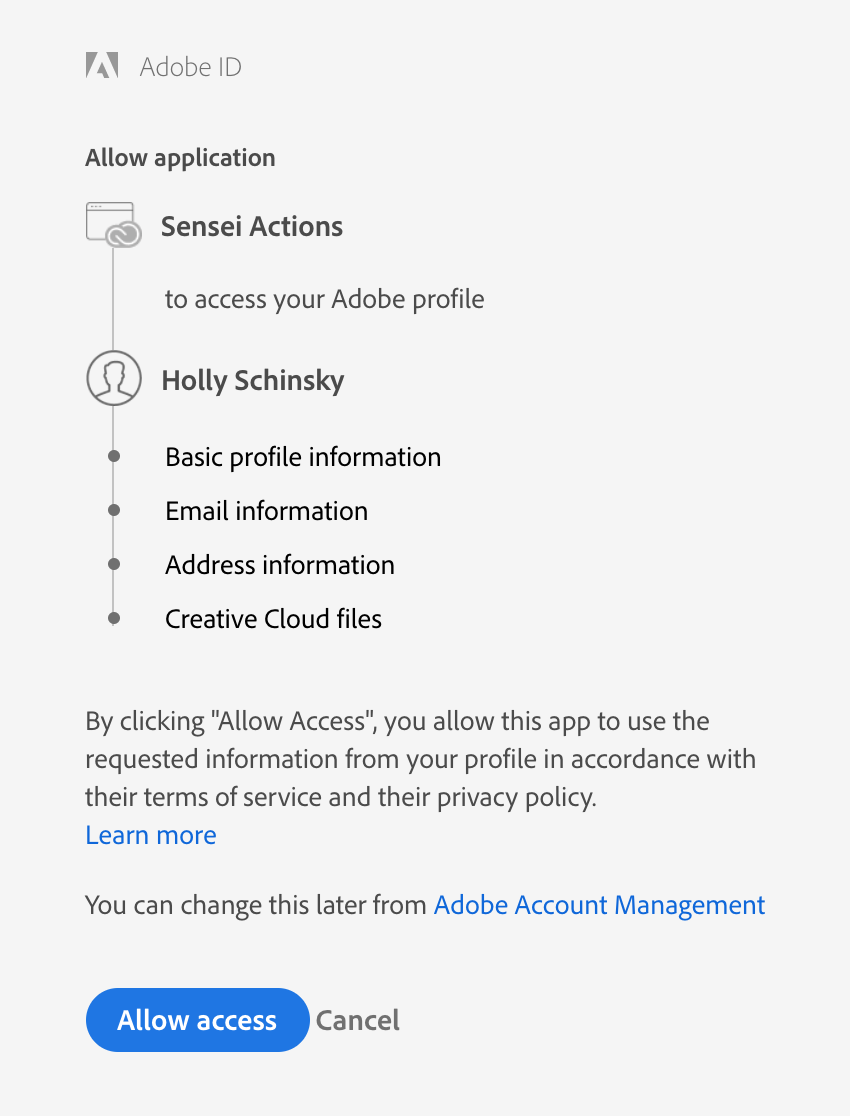 Adobe ID
Allow application
Sensei Actions
to access your Adobe profile
Holly Schinsky
Basic profile information
Email information
Address information
Creative Cloud files
By clicking "Allow Access", you allow this app to use the
requested information from your profile in accordance with
their terms of service and their privacy policy.
Learn more
You can change this later from Adobe Account Management
Allow access Cancel